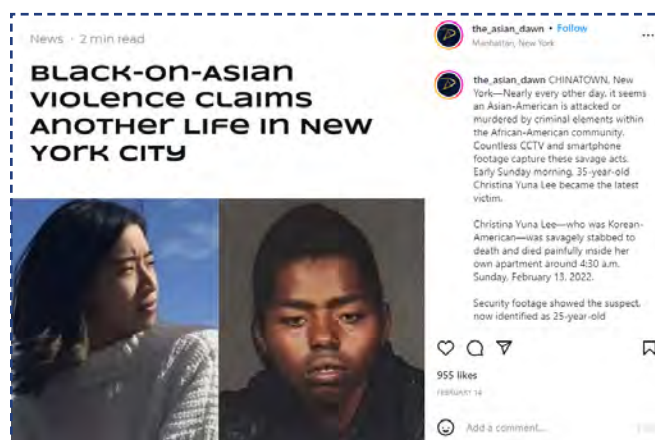 News · 2 min read
BLACK-ON-ASIAN
VIOLENCE CLAIMS
ANOTHER LIFE IN NEW
YORK CITY
the_asian_dawn • Follow
Manhattan, New York
the_asian_dawn CHINATOWN, New
York—Nearly every other day, it seems
an Asian-American is attacked or
murdered by criminal elements within
the African-American community.
Countless CCTV and smartphone
footage capture these savage acts.
Early Sunday morning, 35-year-old
Christina Yuna Lee became the latest
victim.
Christina Yuna Lee—who was Korean-
American—was savagely stabbed to
death and died painfully inside her
own apartment around 4:30 a.m.
Sunday, February 13, 2022.
Security footage showed the suspect,
now identified as 25-year-old
955 likes
FEBRUARY 14
Add a comment...